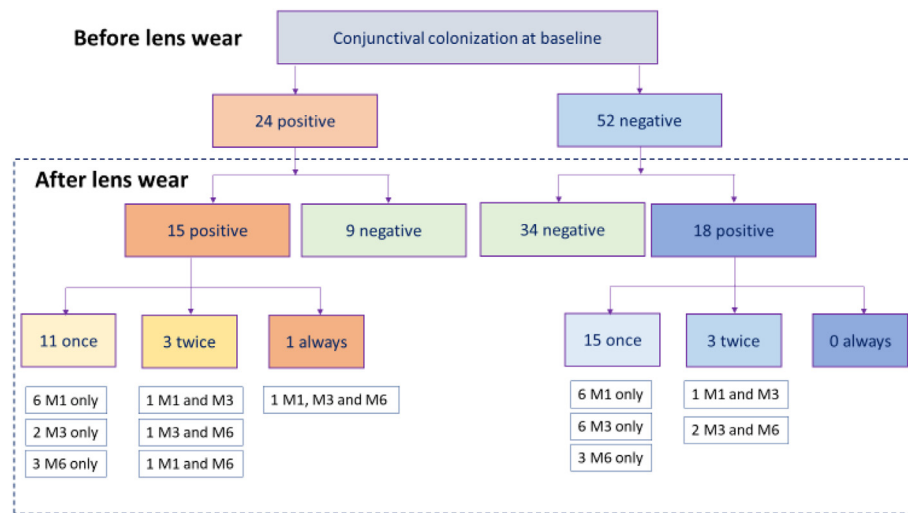 Before lens wear
Conjunctival colonization at baseline
24 positive
52 negative
After lens wear
15 positive
9 negative
34 negative
18 positive
11 once
3 twice
1 always
15 once
3 twice
0 always
6 M1 only
1 M1 and M3
1 M1, M3 and M6
6 M1 only
1 M1 and M3
2 M3 only
1 M3 and M6
6 M3 only
2 M3 and M6
3 M6 only
1 M1 and M6
3 M6 only